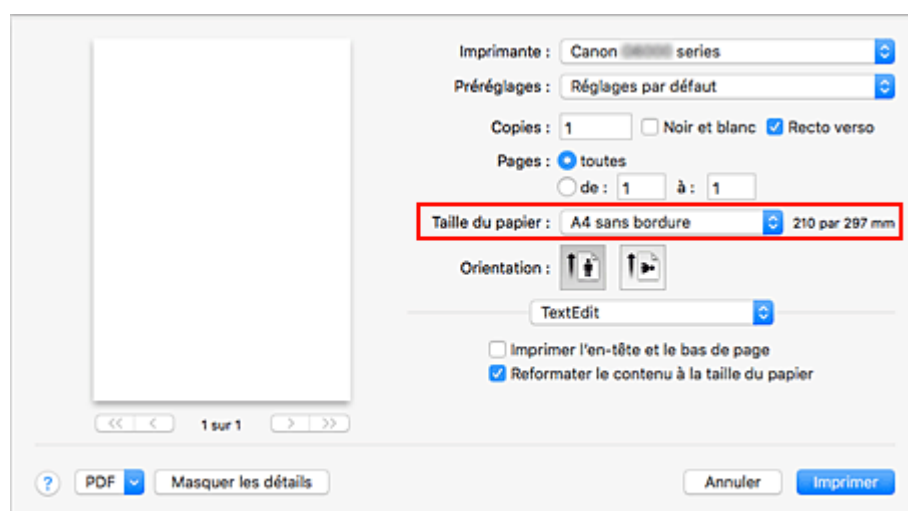 Imprimante : Canon series
Préréglages : Réglages par défaut
Copies : 1 Noir et blanc Recto verso
Pages : toutes
de : 1 à : 1
Taille du papier : A4 sans bordure 210 par 297 mm
Orientation :
TextEdit
Imprimer l'en-tête et le bas de page
Reformater le contenu à la taille du papier
<< < 1 sur 1 > >>
? PDF Masquer les détails Annuler Imprimer